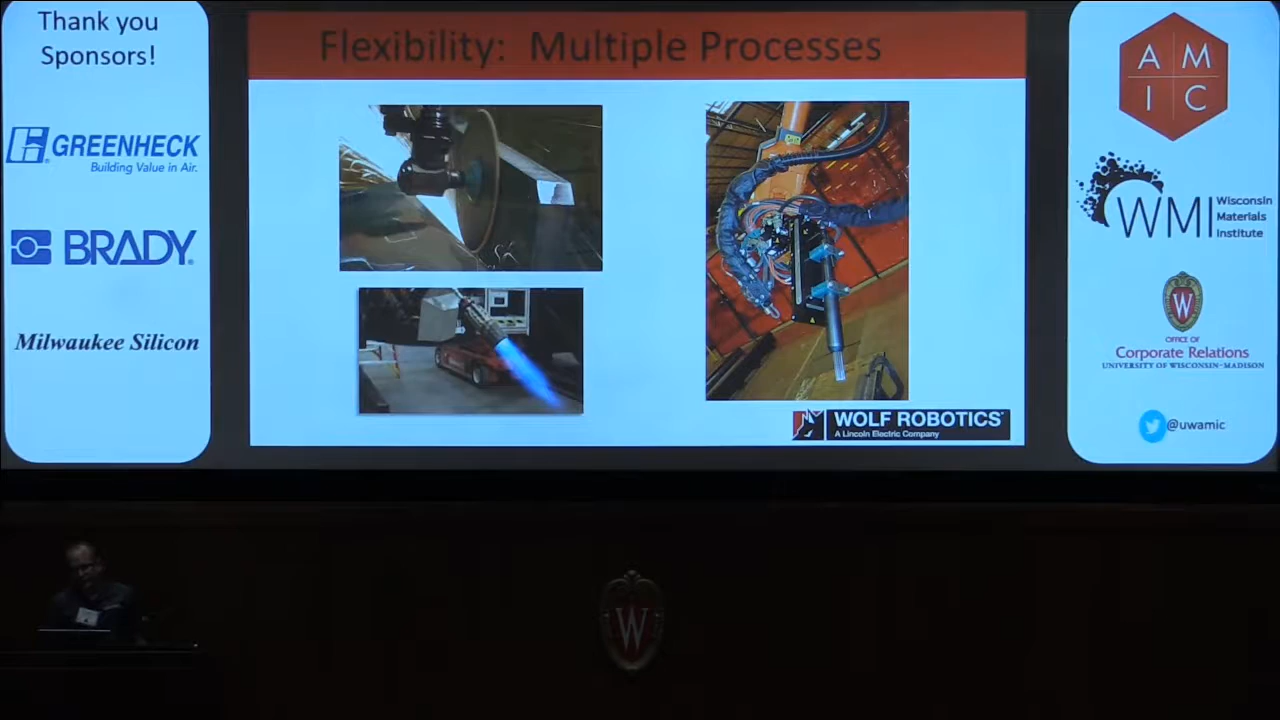 Thank you
Sponsors!
GREENHECK
Building Value in Air.
BRADY
Milwaukee Silicon
Flexibility: Multiple Processes
WOLF ROBOTICS
A Lincoln Electric Company
A M
I C
WMI
Wisconsin
Materials
Institute
W
OFFICE OF
Corporate Relations
UNIVERSITY OF WISCONSIN-MADISON
@uwamic
W